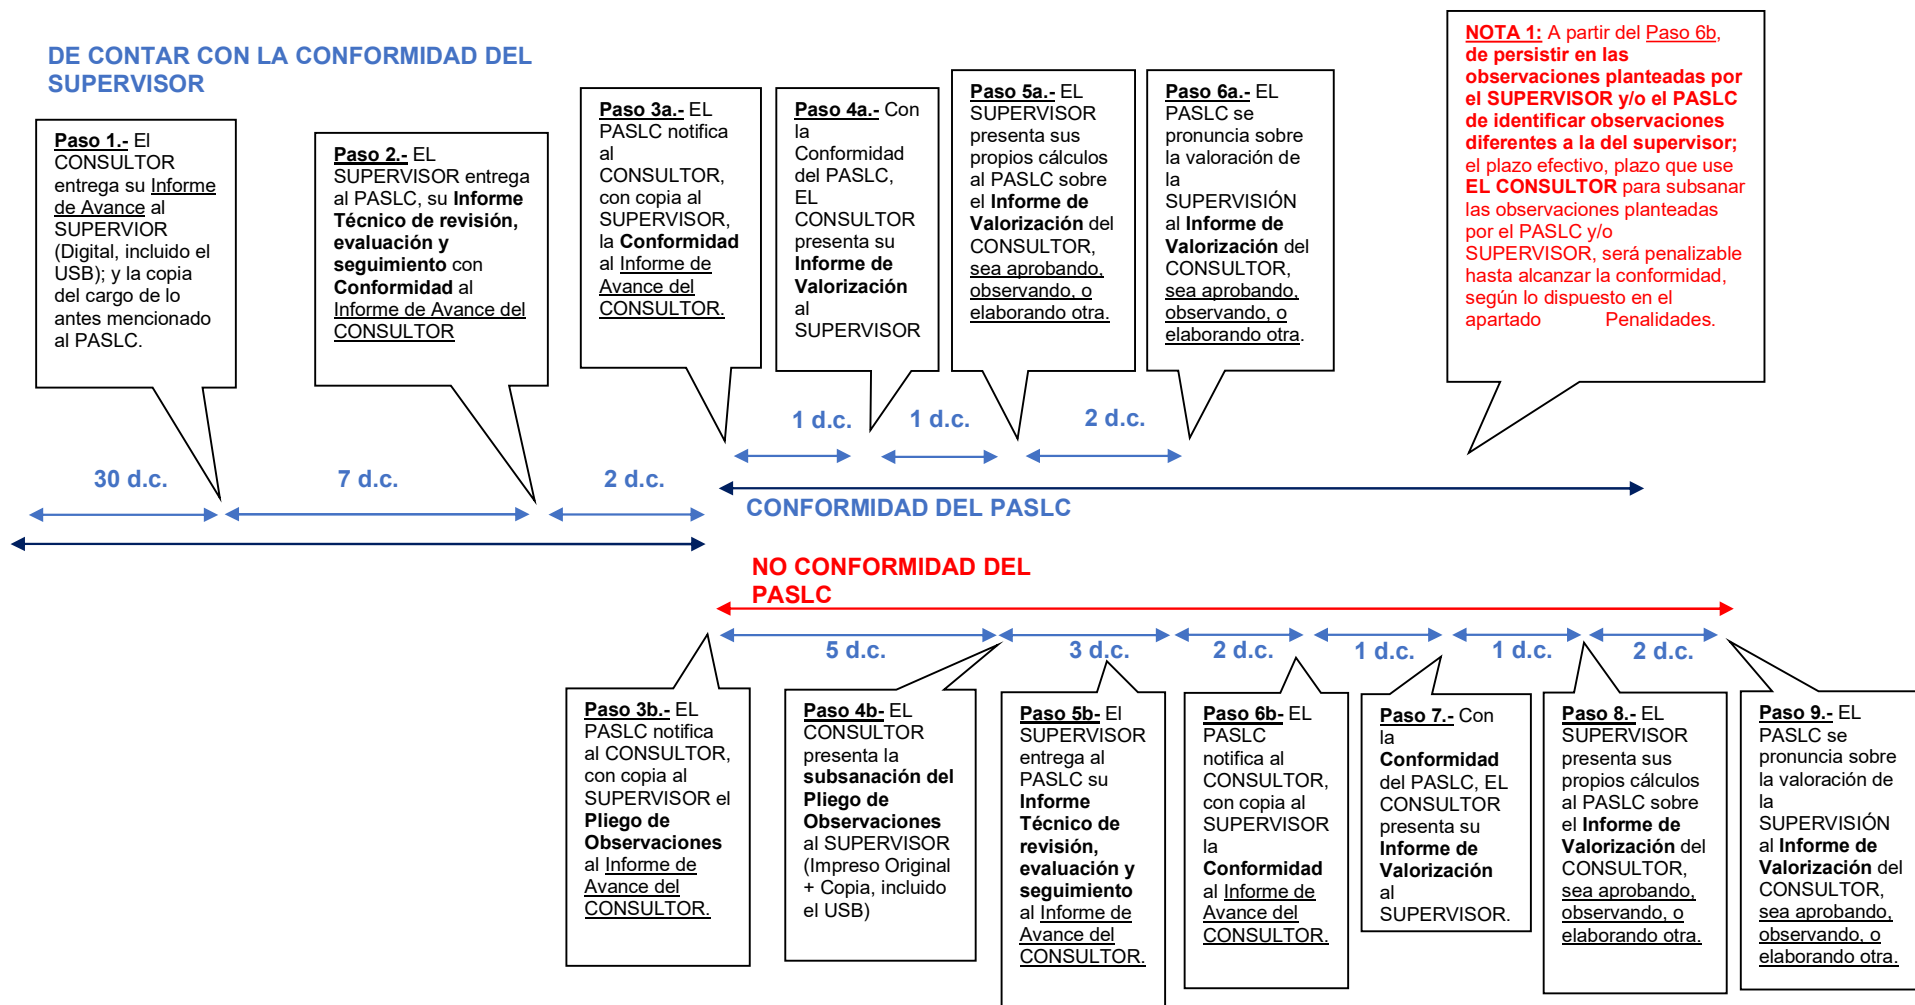 DE CONTAR CON LA CONFORMIDAD DEL
SUPERVISOR
Paso 1.- El
CONSULTOR
entrega su Informe
de Avance al
SUPERVIOR
(Digital, incluido el
USB); y la copia
del cargo de lo
antes mencionado
al PASLC.
Paso 2.- EL
SUPERVISOR entrega
al PASLC, su Informe
Técnico de revisión,
evaluación y
seguimiento con
Conformidad al
Informe de Avance del
CONSULTOR
Paso 3a.- EL
PASLC notifica
al
CONSULTOR,
con copia al
SUPERVISOR,
la Conformidad
al Informe de
Avance del
CONSULTOR.
Paso 4a.- Con
la
Conformidad
del PASLC,
EL
CONSULTOR
presenta su
Informe de
Valorización
al
SUPERVISOR
Paso 5a.- EL
SUPERVISOR
presenta sus
propios cálculos
al PASLC sobre
el Informe de
Valorización del
CONSULTOR,
sea aprobando,
observando, o
elaborando otra.
Paso 6a.- EL
PASLC se
pronuncia sobre
la valoración de
la
SUPERVISIÓN
al Informe de
Valorización del
CONSULTOR,
sea aprobando,
observando, o
elaborando otra.
NOTA 1: A partir del Paso 6b,
de persistir en las
observaciones planteadas por
el SUPERVISOR y/o el PASLC
de identificar observaciones
diferentes a la del supervisor;
el plazo efectivo, plazo que use
EL CONSULTOR para subsanar
las observaciones planteadas
por el PASLC y/o
SUPERVISOR, será penalizable
hasta alcanzar la conformidad,
según lo dispuesto en el
apartado Penalidades.
1 d.c.
1 d.c.
2 d.c.
30 d.c.
7 d.c.
2 d.c.
CONFORMIDAD DEL PASLC
NO CONFORMIDAD DEL
PASLC
5 d.c.
3 d.c.
2 d.c.
1 d.c.
1 d.c.
2 d.c.
Paso 3b.- EL
PASLC notifica
al CONSULTOR,
con copia al
SUPERVISOR el
Pliego de
Observaciones
al Informe de
Avance del
CONSULTOR.
Paso 4b- EL
CONSULTOR
presenta la
subsanación del
Pliego de
Observaciones
al SUPERVISOR
(Impreso Original
+ Copia, incluido
el USB)
Paso 5b- El
SUPERVISOR
entrega al
PASLC su
Informe
Técnico de
revisión,
evaluación y
seguimiento
al Informe de
Avance del
CONSULTOR.
Paso 6b- EL
PASLC
notifica al
CONSULTOR,
con copia al
SUPERVISOR
la
Conformidad
al Informe de
Avance del
CONSULTOR.
Paso 7.- Con
la
Conformidad
del PASLC, EL
CONSULTOR
presenta su
Informe de
Valorización
al
SUPERVISOR.
Paso 8.- EL
SUPERVISOR
presenta sus
propios cálculos
al PASLC sobre
el Informe de
Valorización del
CONSULTOR,
sea aprobando,
observando, o
elaborando otra.
Paso 9.- EL
PASLC se
pronuncia sobre
la valoración de
la
SUPERVISIÓN
al Informe de
Valorización del
CONSULTOR,
sea aprobando,
observando, o
elaborando otra.